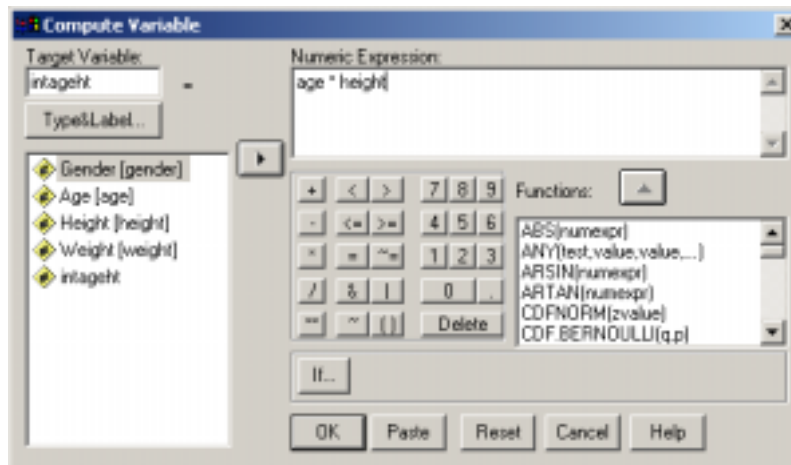 Compute Variable
Target Variable:
intageht
=
Type&Label...
Numeric Expression:
age * height
Gender [gender]
Age [age]
Height [height]
Weight [weight]
intageht
+ < > 7 8 9
- <= >= 4 5 6
* = ~= 1 2 3
/ & | 0 .
** ~ () Delete
Functions:
ABS(numexpr)
ANY(test,value,value,...)
ARSIN(numexpr)
ARTAN(numexpr)
CDFNORM(zvalue)
CDF.BERNOULLI(q,p)
If...
OK Paste Reset Cancel Help